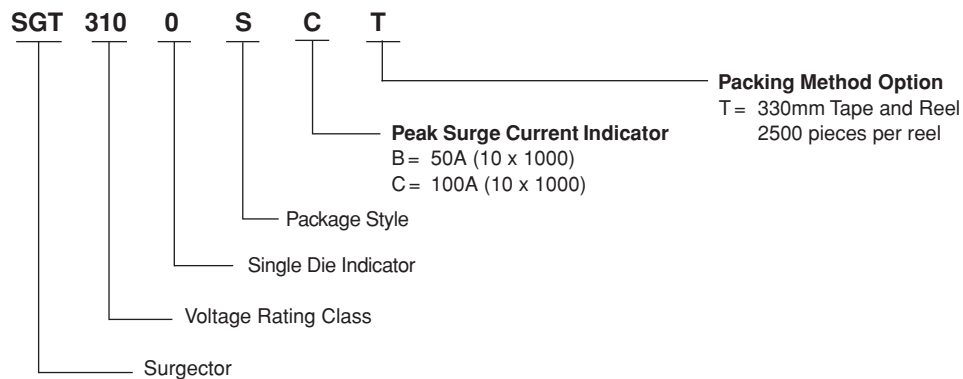 SGT 310 0 S C T
Packing Method Option
T = 330mm Tape and Reel
2500 pieces per reel
Peak Surge Current Indicator
B = 50A (10 x 1000)
C = 100A (10 x 1000)
Package Style
Single Die Indicator
Voltage Rating Class
Surgector